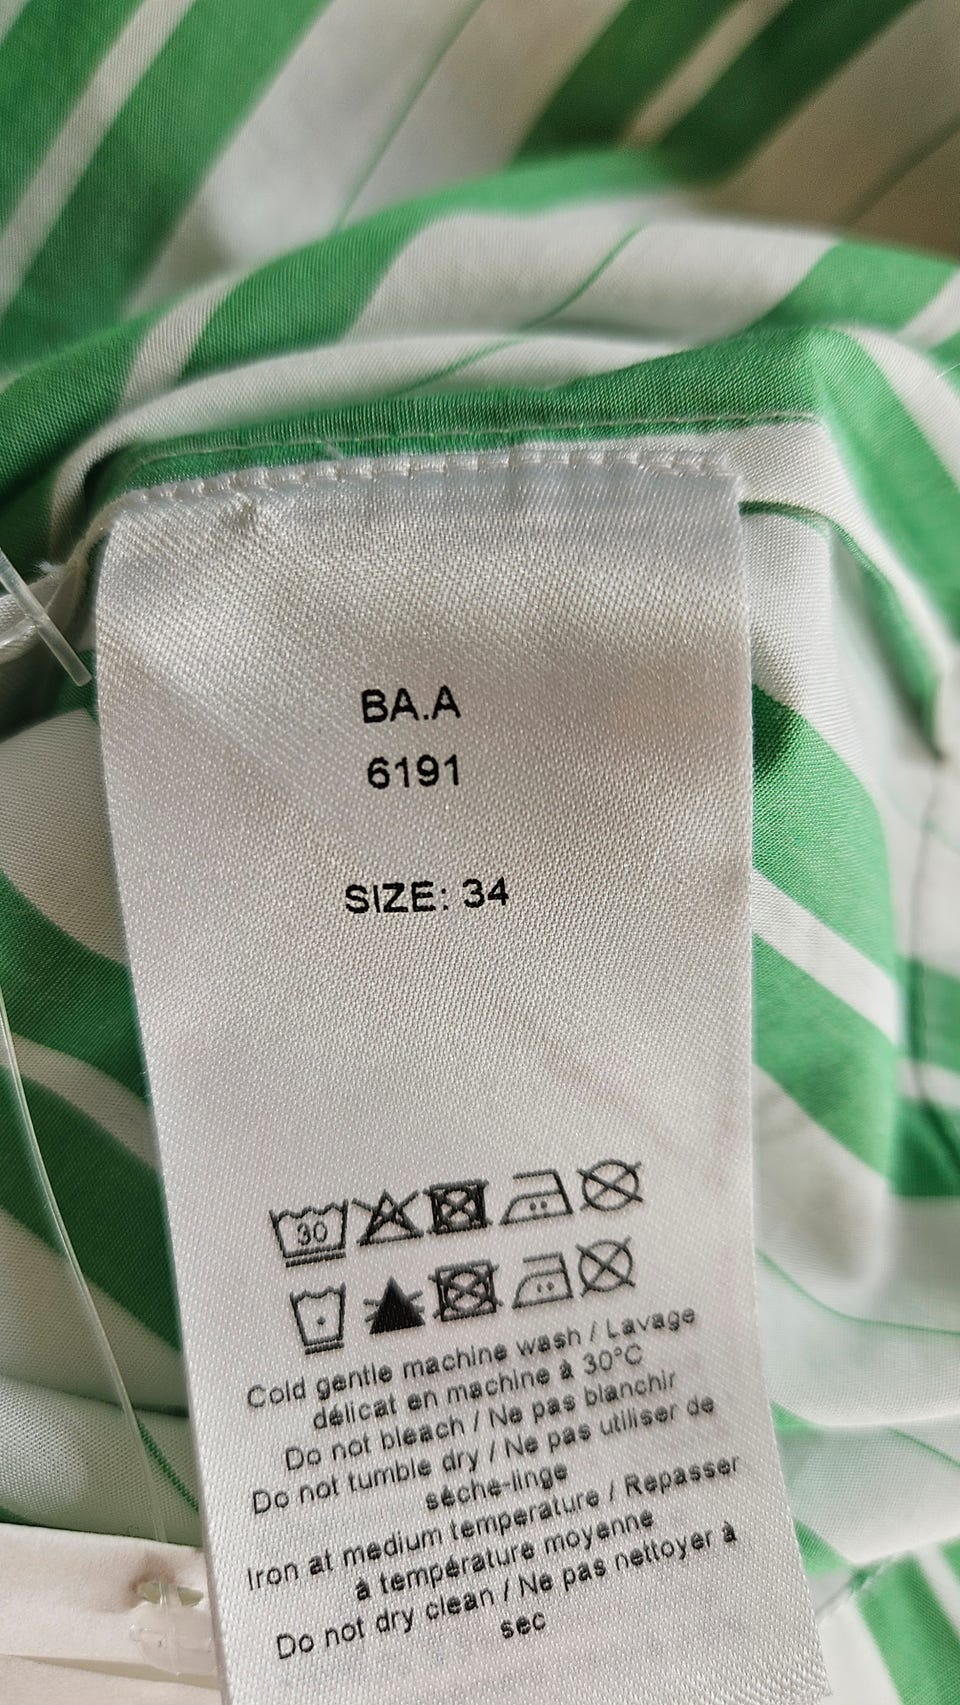 BA.A
6191
SIZE: 34
30
Cold gentle machine wash / Lavage
délicat en machine à 30°C
Do not bleach / Ne pas blanchir
Do not tumble dry / Ne pas utiliser de
sèche-linge
Iron at medium temperature / Repasser
à température moyenne
Do not dry clean / Ne pas nettoyer à
sec